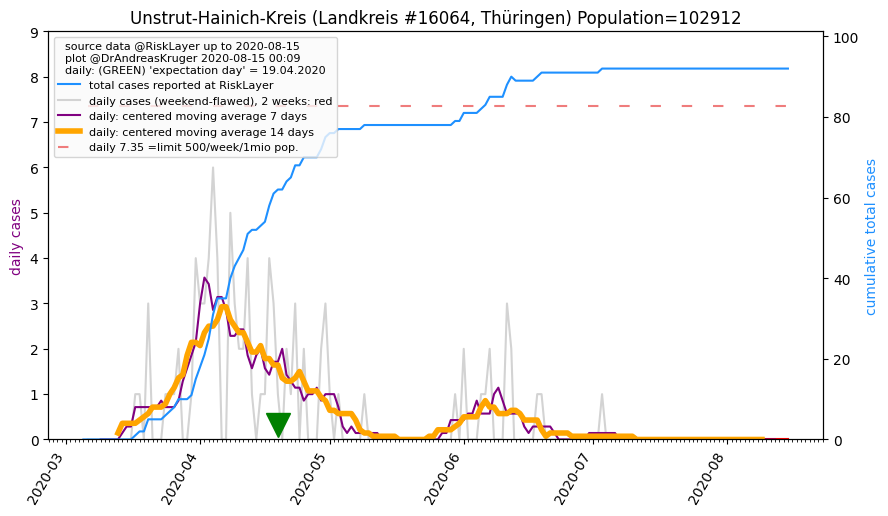 Unstrut-Hainich-Kreis (Landkreis #16064, Thüringen) Population=102912
source data @RiskLayer up to 2020-08-15
plot @DrAndreasKruger 2020-08-15 00:09
daily: (GREEN) 'expectation day' = 19.04.2020
total cases reported at RiskLayer
daily cases (weekend-flawed), 2 weeks: red
daily: centered moving average 7 days
daily: centered moving average 14 days
daily 7.35 =limit 500/week/1mio pop.
daily cases
9
8
7
6
5
4
3
2
1
0
cumulative total cases
100
80
60
40
20
0
2020-03
2020-04
2020-05
2020-06
2020-07
2020-08